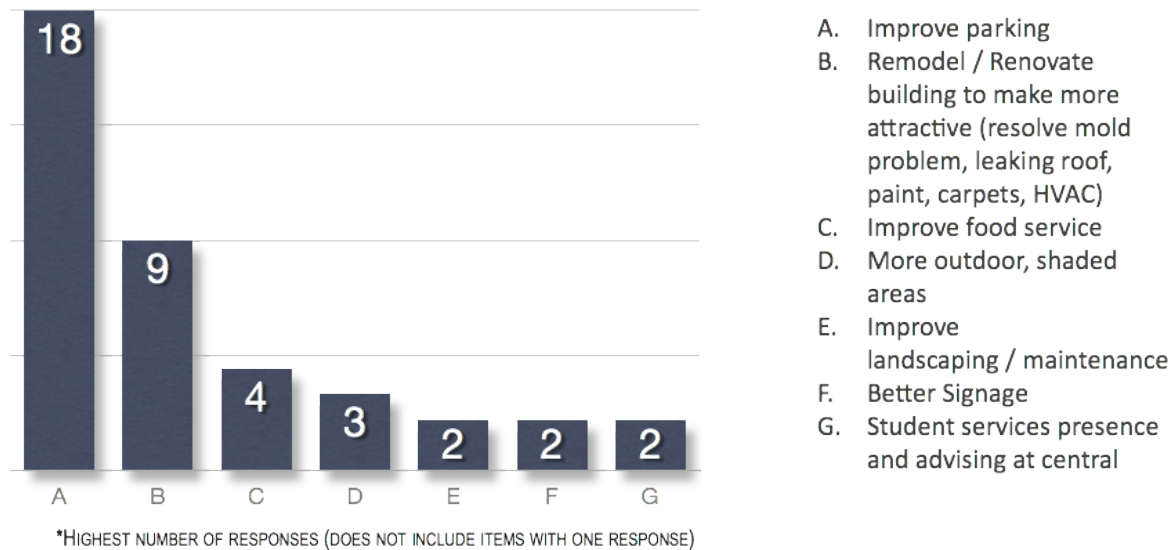 18
9
4
3
2
2
2
A
B
C
D
E
F
G
*HIGHEST NUMBER OF RESPONSES (DOES NOT INCLUDE ITEMS WITH ONE RESPONSE)
A. Improve parking
B. Remodel / Renovate
building to make more
attractive (resolve mold
problem, leaking roof,
paint, carpets, HVAC)
C. Improve food service
D. More outdoor, shaded
areas
E. Improve
landscaping / maintenance
F. Better Signage
G. Student services presence
and advising at central